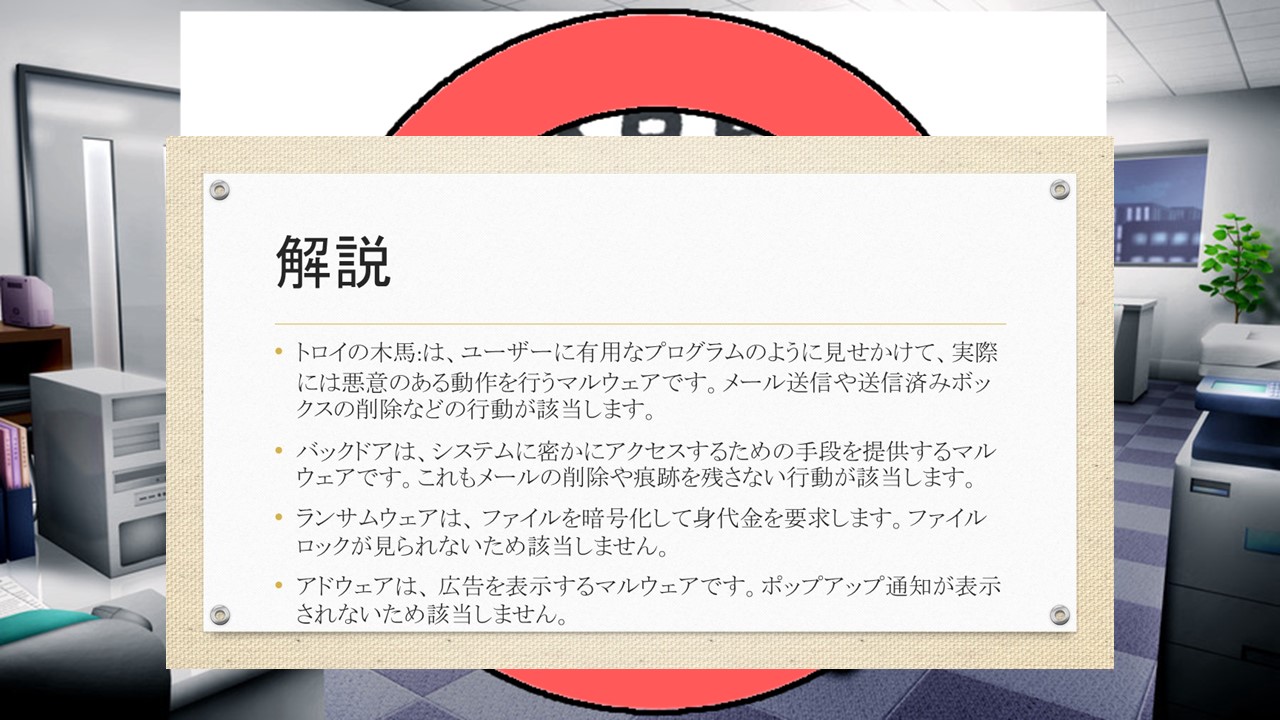 解説
• トロイの木馬:は、ユーザーに有用なプログラムのように見せかけて、実際
には悪意のある動作を行うマルウェアです。メール送信や送信済みボッ
クスの削除などの行動が該当します。
• バックドアは、システムに密かにアクセスするための手段を提供するマル
ウェアです。これもメールの削除や痕跡を残さない行動が該当します。
• ランサムウェアは、ファイルを暗号化して身代金を要求します。ファイル
ロックが見られないため該当しません。
• アドウェアは、広告を表示するマルウェアです。ポップアップ通知が表示
されないため該当しません。